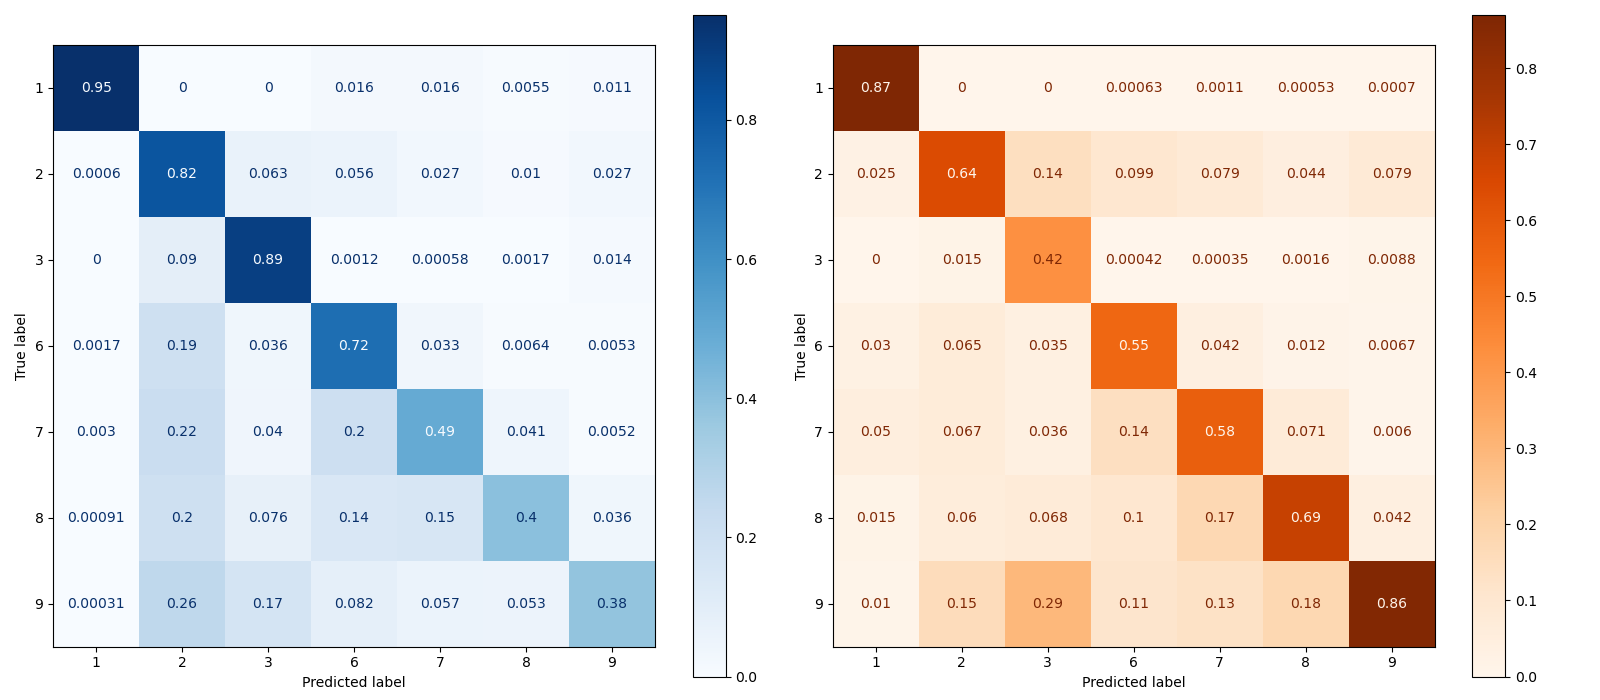 1 0.95 0 0 0.016 0.016 0.0055 0.011
2 0.0006 0.82 0.063 0.056 0.027 0.01 0.027
3 0 0.09 0.89 0.0012 0.00058 0.0017 0.014
6 0.0017 0.19 0.036 0.72 0.033 0.0064 0.0053
7 0.003 0.22 0.04 0.2 0.49 0.041 0.0052
8 0.00091 0.2 0.076 0.14 0.15 0.4 0.036
9 0.00031 0.26 0.17 0.082 0.057 0.053 0.38
1 2 3 6 7 8 9
True label
Predicted label
0.8
0.6
0.4
0.2
0.0
1 0.87 0 0 0.00063 0.0011 0.00053 0.0007
2 0.025 0.64 0.14 0.099 0.079 0.044 0.079
3 0 0.015 0.42 0.00042 0.00035 0.0016 0.0088
6 0.03 0.065 0.035 0.55 0.042 0.012 0.0067
7 0.05 0.067 0.036 0.14 0.58 0.071 0.006
8 0.015 0.06 0.068 0.1 0.17 0.69 0.042
9 0.01 0.15 0.29 0.11 0.13 0.18 0.86
1 2 3 6 7 8 9
True label
Predicted label
0.8
0.7
0.6
0.5
0.4
0.3
0.2
0.1
0.0